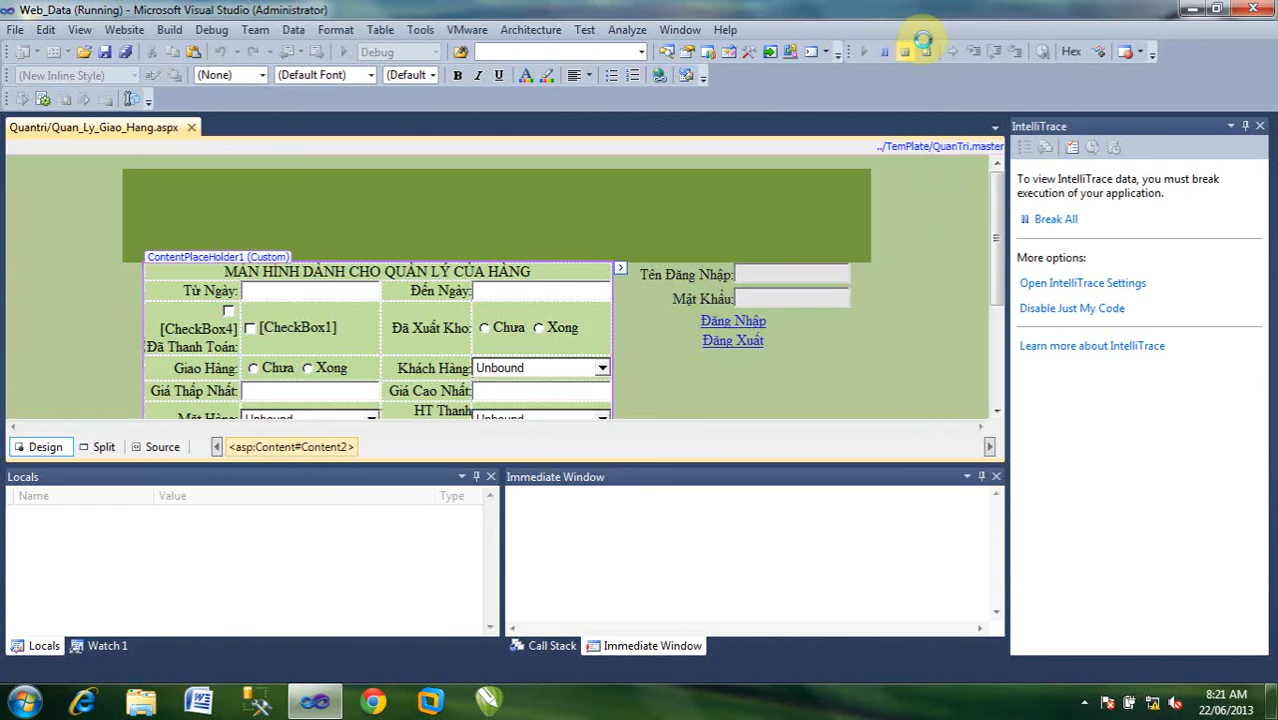 Web_Data (Running) - Microsoft Visual Studio (Administrator)
File Edit View Website Build Debug Team Data Format Table Tools VMware Architecture Test Analyze Window Help
Debug
Hex
(New Inline Style) (None) (Default Font) (Default
Quantri/Quan_Ly_Giao_Hang.aspx
../TemPlate/QuanTri.master
ContentPlaceHolder1 (Custom)
MÀN HÌNH DÀNH CHO QUẢN LÝ CỦA HÀNG
Từ Ngày: Đến Ngày:
[CheckBox4] [CheckBox1]
Đã Thanh Toán:
Đã Xuất Kho: Chưa Xong
Giao Hàng: Chưa Xong Khách Hàng: Unbound
Giá Thấp Nhất: Giá Cao Nhất:
Mặt Hàng: Unbound HT Thanh Unbound
Tên Đăng Nhập:
Mật Khẩu:
Đăng Nhập
Đăng Xuất
Design Split Source <asp:Content#Content2>
IntelliTrace
To view IntelliTrace data, you must break
execution of your application.
Break All
More options:
Open IntelliTrace Settings
Disable Just My Code
Learn more about IntelliTrace
Locals
Name Value Type
Immediate Window
Locals Watch 1
Call Stack Immediate Window
8:21 AM
22/06/2013